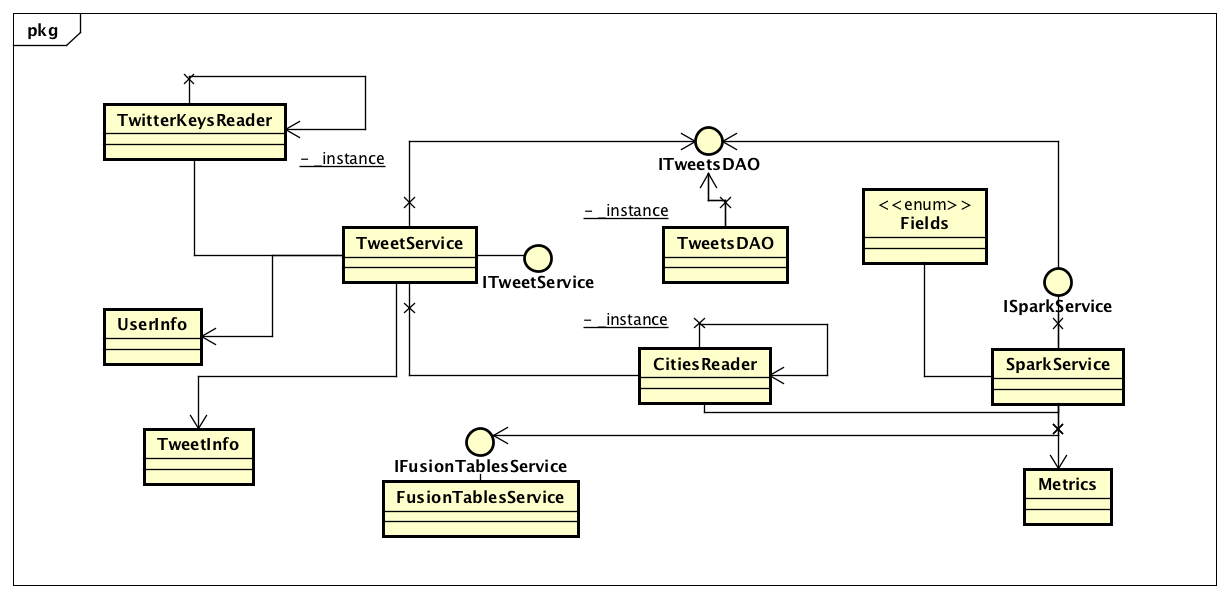 pkg
TwitterKeysReader
- _instance
ITweetsDAO
- _instance
<<enum>>
Fields
TweetService
TweetsDAO
ITweetService
ISparkService
UserInfo
- _instance
CitiesReader
SparkService
TweetInfo
IFusionTablesService
Metrics
FusionTablesService